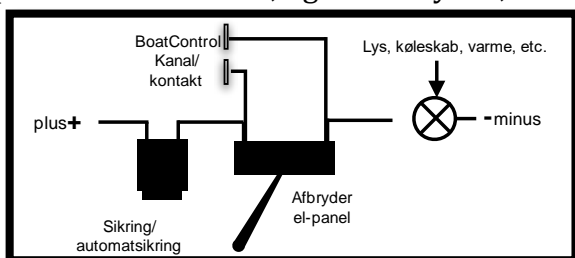 BoatControl
Kanal/
kontakt
Lys, køleskab, varme, etc.
plus+
-minus
Afbryder
el-panel
Sikring/
automatsikring